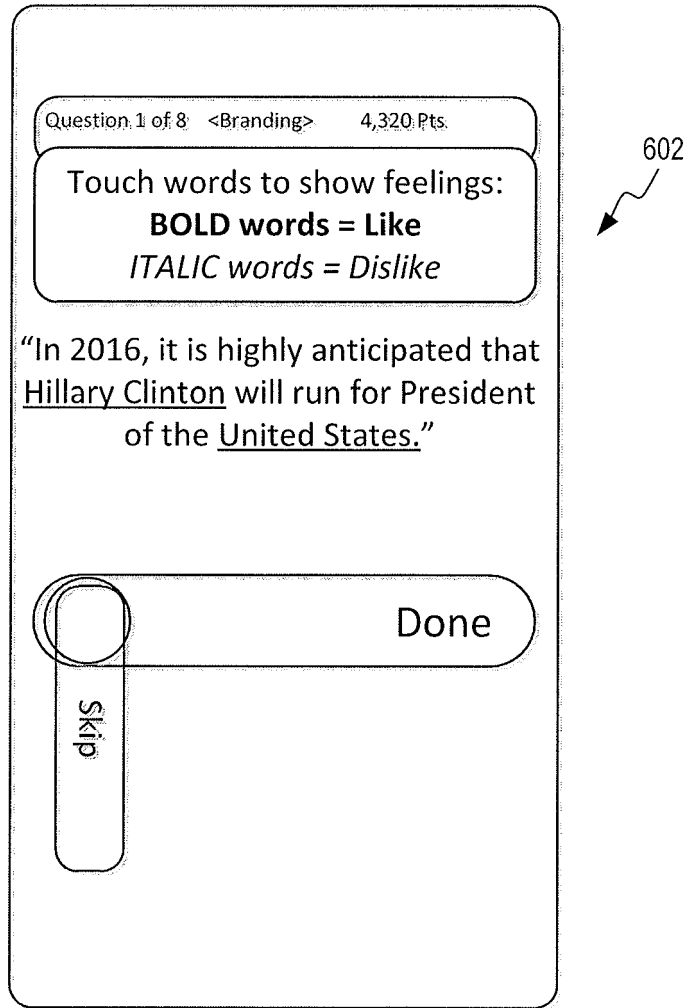 Question 1 of 8 <Branding> 4,320 Pts.
Touch words to show feelings:
BOLD words = Like
ITALIC words = Dislike
602
“In 2016, it is highly anticipated that
Hillary Clinton will run for President
of the United States.”
Done
Skip